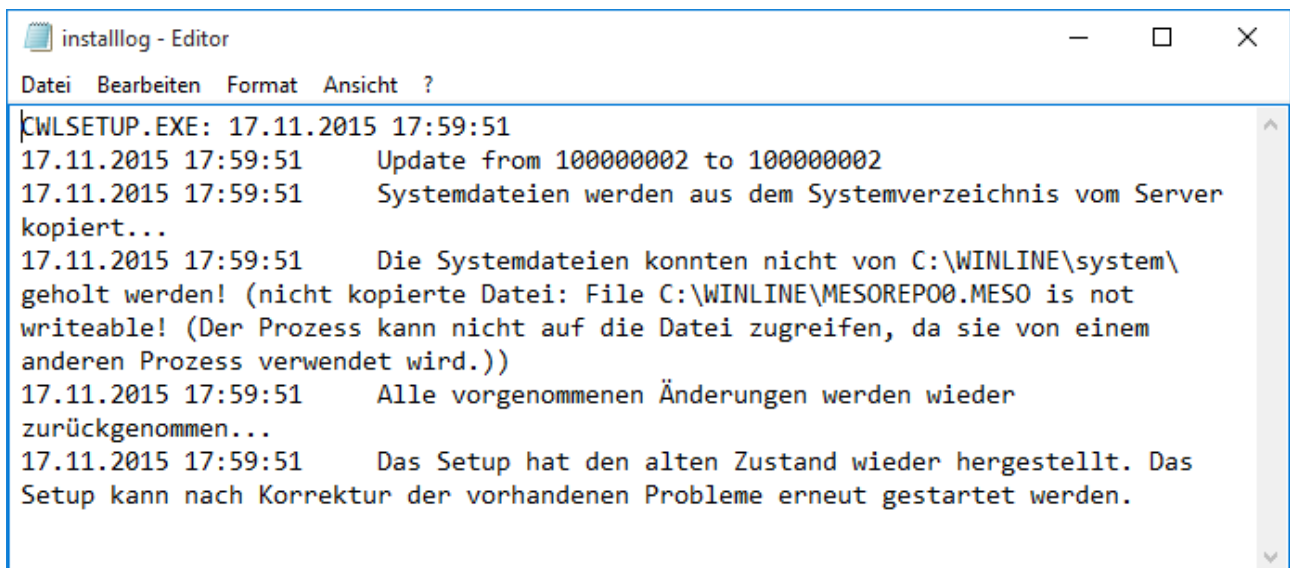 installlog - Editor
Datei Bearbeiten Format Ansicht ?
CWLSETUP.EXE: 17.11.2015 17:59:51
17.11.2015 17:59:51 Update from 100000002 to 100000002
17.11.2015 17:59:51 Systemdateien werden aus dem Systemverzeichnis vom Server
kopiert...
17.11.2015 17:59:51 Die Systemdateien konnten nicht von C:\WINLINE\system\
geholt werden! (nicht kopierte Datei: File C:\WINLINE\MESOREPO0.MESO is not
writeable! (Der Prozess kann nicht auf die Datei zugreifen, da sie von einem
anderen Prozess verwendet wird.))
17.11.2015 17:59:51 Alle vorgenommenen Änderungen werden wieder
zurückgenommen...
17.11.2015 17:59:51 Das Setup hat den alten Zustand wieder hergestellt. Das
Setup kann nach Korrektur der vorhandenen Probleme erneut gestartet werden.